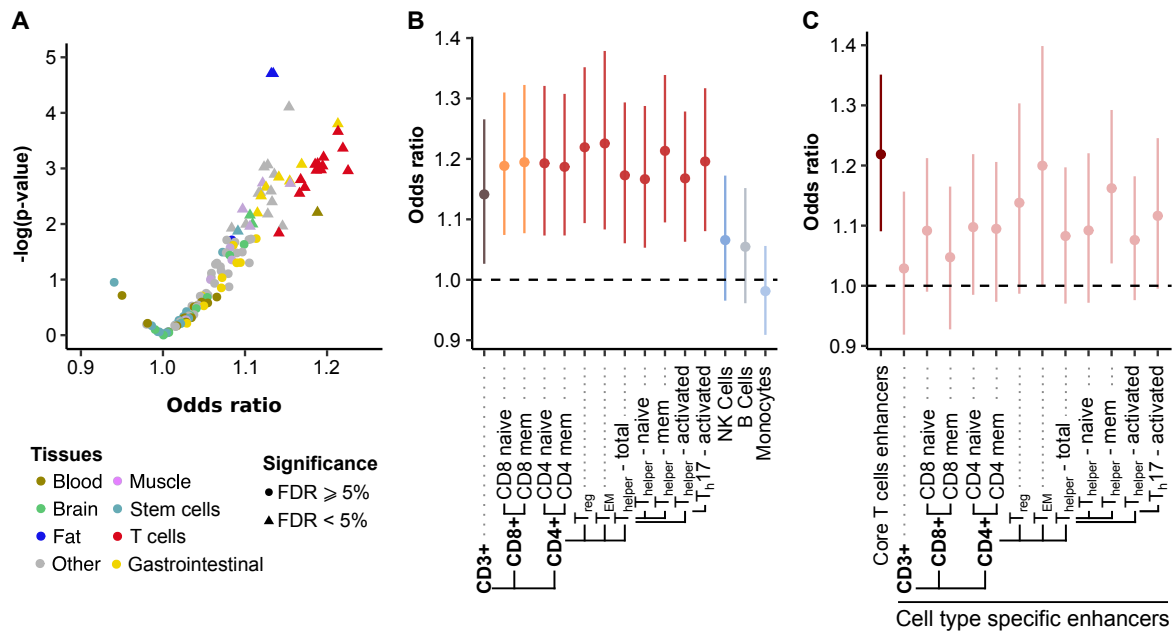 A
-log(p-value)
5
4
3
2
1
0
0.9 1.0 1.1 1.2
Odds ratio
Tissues
Blood
Brain
Fat
Other
Muscle
Stem cells
T cells
Gastrointestinal
Significance
FDR ⩾ 5%
FDR < 5%
B
Odds ratio
1.4
1.3
1.2
1.1
1.0
0.9
CD3+
CD8+
CD8 naive
CD8 mem
CD4+
CD4 naive
CD4 mem
Treg
TEM
Thelper - total
Thelper - naive
Thelper - mem
Thelper - activated
Th17 - activated
NK Cells
B Cells
Monocytes
C
Odds ratio
1.4
1.3
1.2
1.1
1.0
0.9
Core T cells enhancers
CD3+
CD8+
CD8 naive
CD8 mem
CD4+
CD4 naive
CD4 mem
Treg
TEM
Thelper - total
Thelper - naive
Thelper - mem
Thelper - activated
Th17 - activated
Cell type specific enhancers